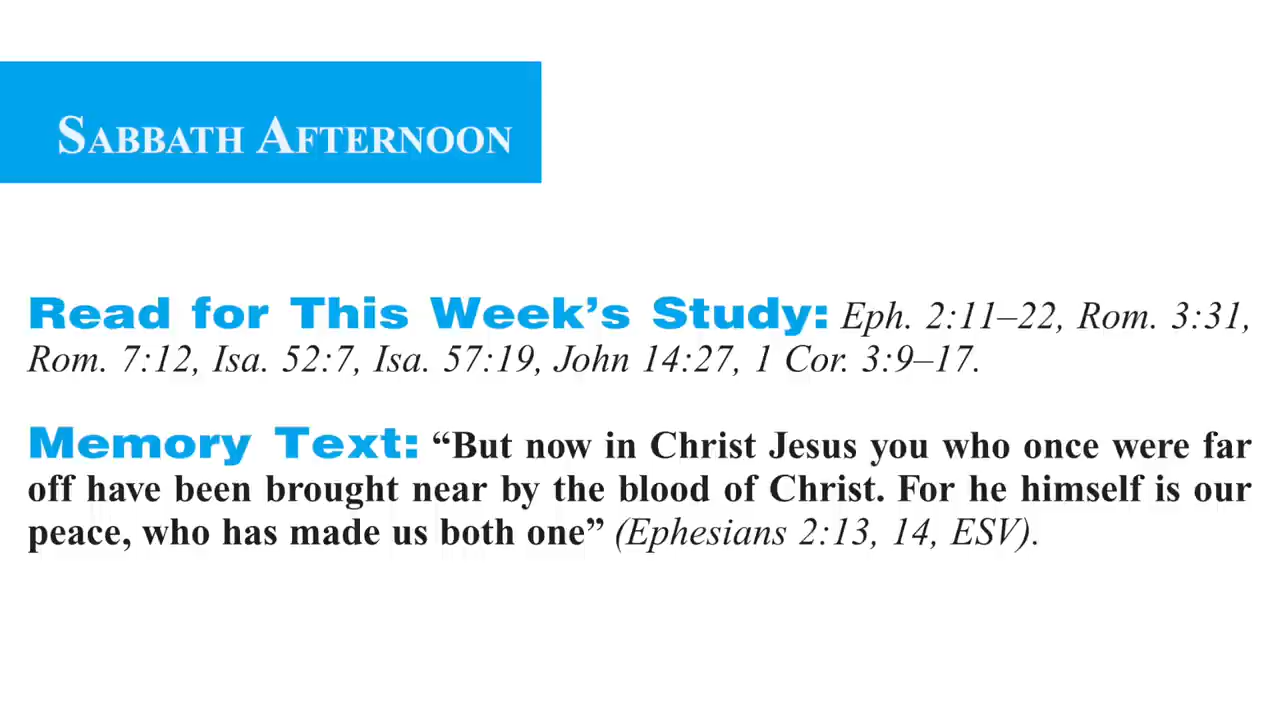 SABBATH AFTERNOON
Read for This Week’s Study: Eph. 2:11–22, Rom. 3:31,
Rom. 7:12, Isa. 52:7, Isa. 57:19, John 14:27, 1 Cor. 3:9–17.
Memory Text: “But now in Christ Jesus you who once were far
off have been brought near by the blood of Christ. For he himself is our
peace, who has made us both one” (Ephesians 2:13, 14, ESV).